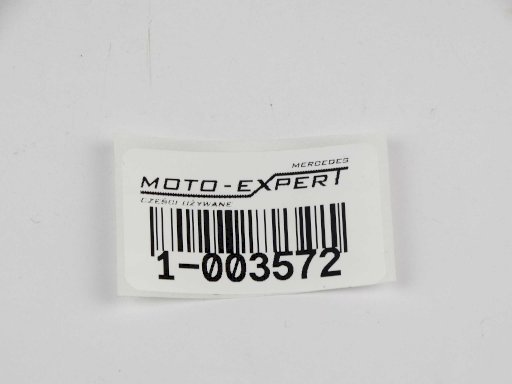 MERCEDES
MOTO-EXPERT
CZĘŚCI UŻYWANE
1-003572